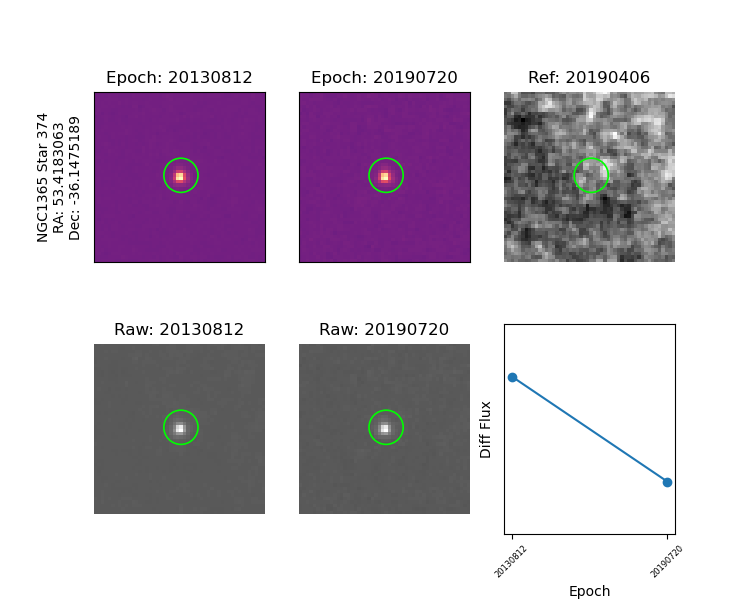 NGC1365 Star 374
RA: 53.4183063
Dec: -36.1475189
Epoch: 20130812
Epoch: 20190720
Ref: 20190406
Raw: 20130812
Raw: 20190720
Diff Flux
20130812
20190720
Epoch